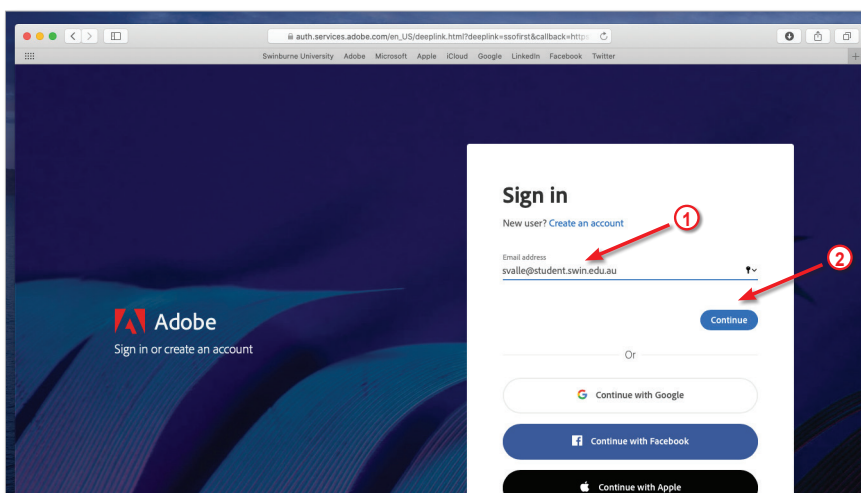 auth.services.adobe.com/en_US/deeplink.html?deeplink=ssofirst&callback=https
Swinburne University Adobe Microsoft Apple iCloud Google LinkedIn Facebook Twitter
Sign in
New user? Create an account
1
Email address
svalle@student.swin.edu.au
2
Continue
Adobe
Sign in or create an account
Or
Continue with Google
Continue with Facebook
Continue with Apple